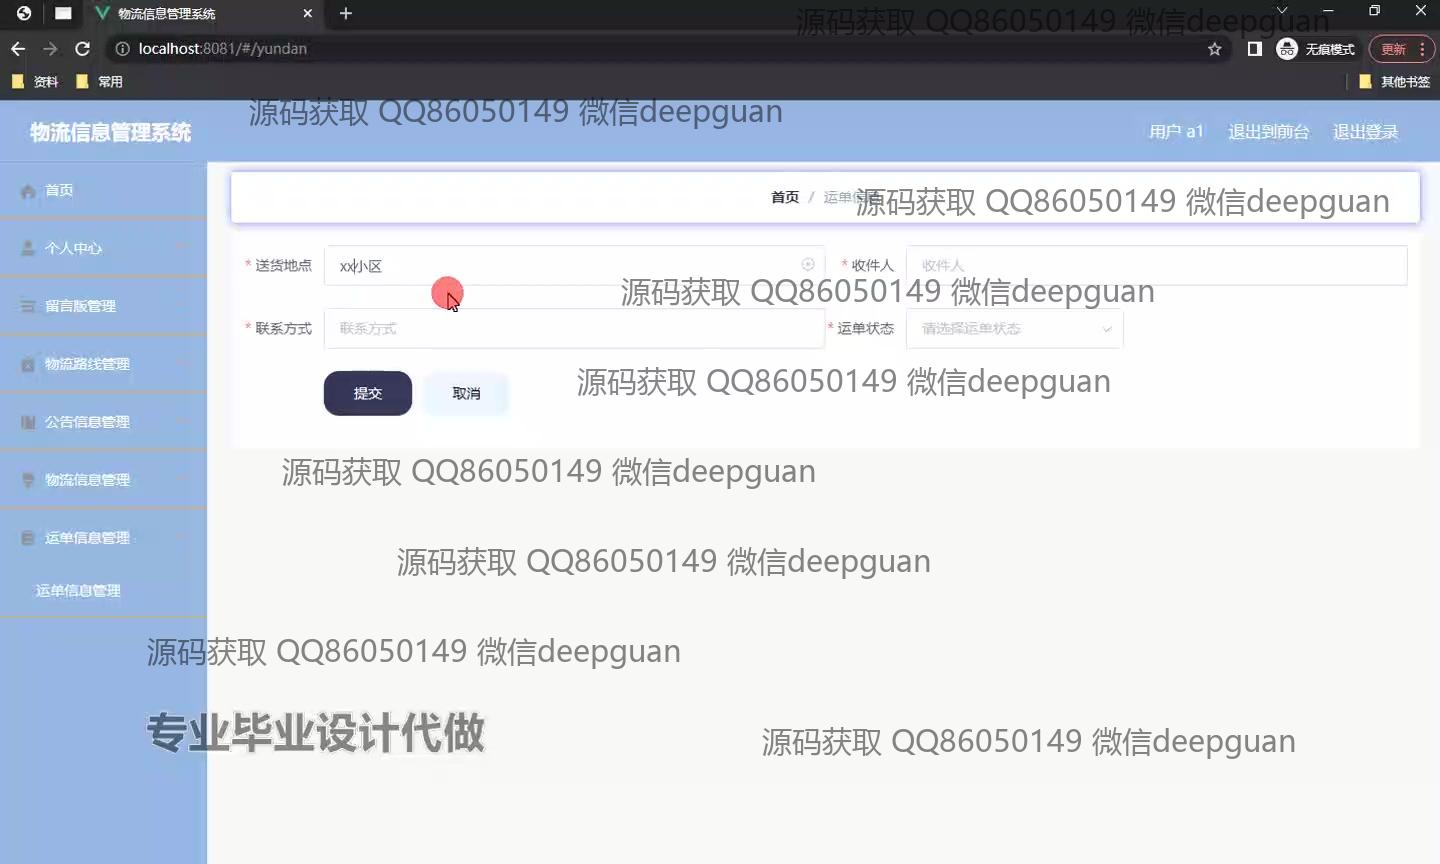 物流信息管理系统
源码获取 QQ86050149 微信deepguan
localhost:8081/#/yundan
无痕模式
更新
资料
常用
其他书签
物流信息管理系统
源码获取 QQ86050149 微信deepguan
用户 a1
退出到前台
退出登录
首页
首页 / 运单信息
源码获取 QQ86050149 微信deepguan
个人中心
* 送货地点
xx小区
* 收件人
收件人
源码获取 QQ86050149 微信deepguan
留言版管理
* 联系方式
联系方式
* 运单状态
请选择运单状态
物流路线管理
提交
取消
源码获取 QQ86050149 微信deepguan
公告信息管理
物流信息管理
源码获取 QQ86050149 微信deepguan
运单信息管理
源码获取 QQ86050149 微信deepguan
运单信息管理
源码获取 QQ86050149 微信deepguan
专业毕业设计代做
源码获取 QQ86050149 微信deepguan